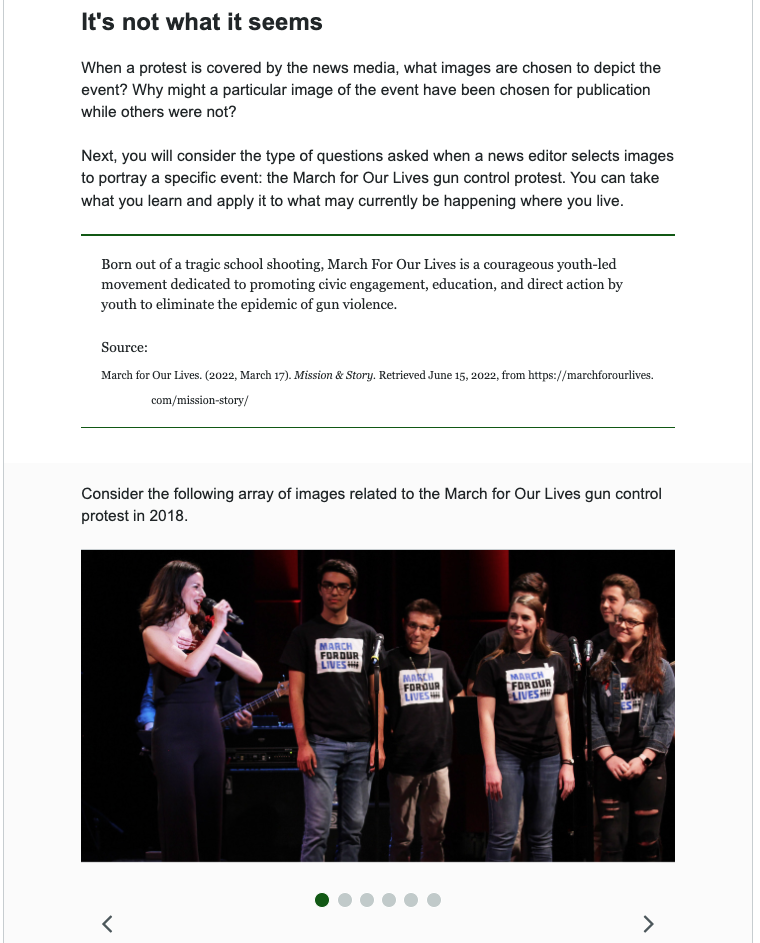 It's not what it seems
When a protest is covered by the news media, what images are chosen to depict the
event? Why might a particular image of the event have been chosen for publication
while others were not?
Next, you will consider the type of questions asked when a news editor selects images
to portray a specific event: the March for Our Lives gun control protest. You can take
what you learn and apply it to what may currently be happening where you live.
Born out of a tragic school shooting, March For Our Lives is a courageous youth-led
movement dedicated to promoting civic engagement, education, and direct action by
youth to eliminate the epidemic of gun violence.
Source:
March for Our Lives. (2022, March 17). Mission & Story. Retrieved June 15, 2022, from https://marchforourlives.
com/mission-story/
Consider the following array of images related to the March for Our Lives gun control
protest in 2018.
MARCH
FOR OUR
LIVES
MARCH
FOR OUR
LIVES
MARCH
FOR OUR
LIVES